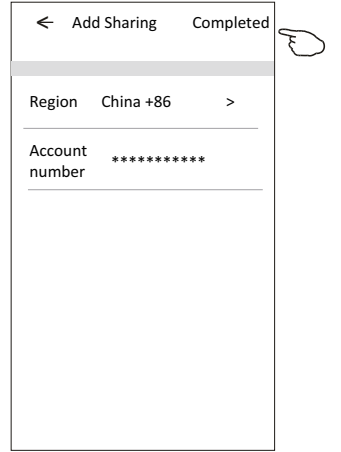 ← Add Sharing Completed
Region China +86 >
Account
number ***********